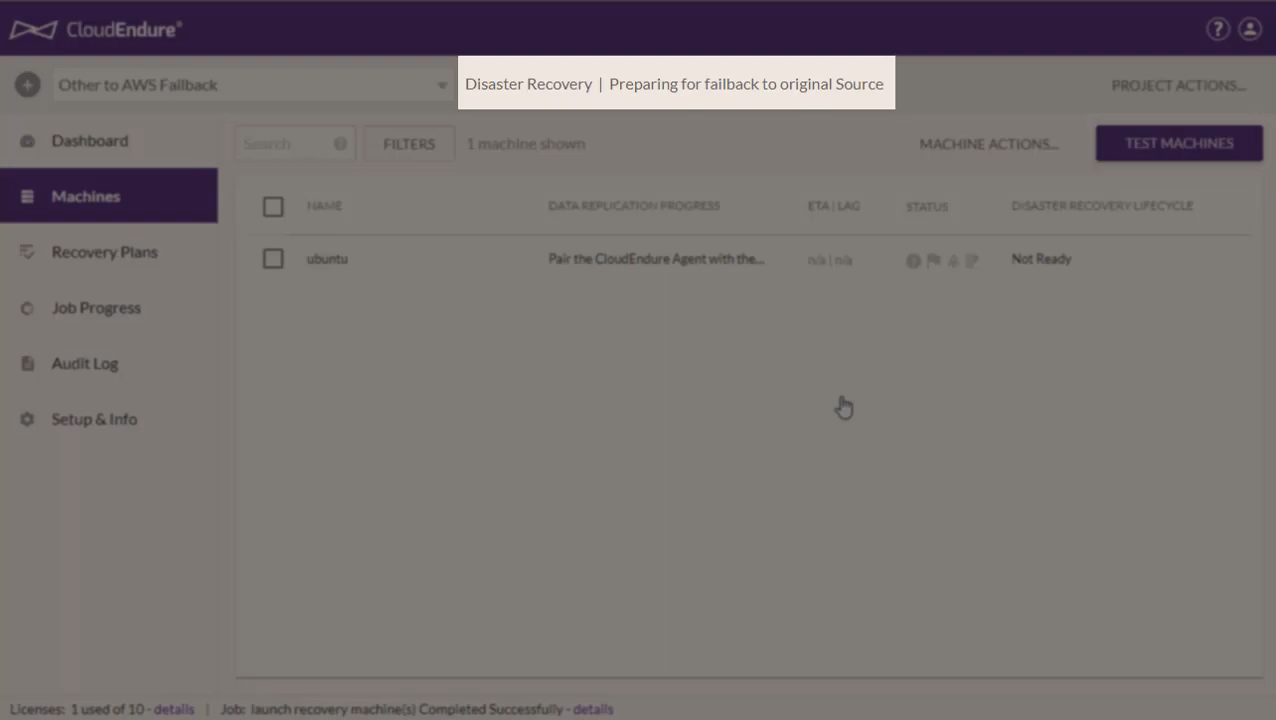 CloudEndure®
Other to AWS Failback
Disaster Recovery | Preparing for failback to original Source
PROJECT ACTIONS...
Dashboard
Machines
Recovery Plans
Job Progress
Audit Log
Setup & Info
Search
FILTERS
1 machine shown
MACHINE ACTIONS...
TEST MACHINES
NAME DATA REPLICATION PROGRESS ETA | LAG STATUS DISASTER RECOVERY LIFECYCLE
ubuntu Pair the CloudEndure Agent with the... n/a | n/a Not Ready
Licenses: 1 used of 10 - details | Job: launch recovery machine(s) Completed Successfully - details